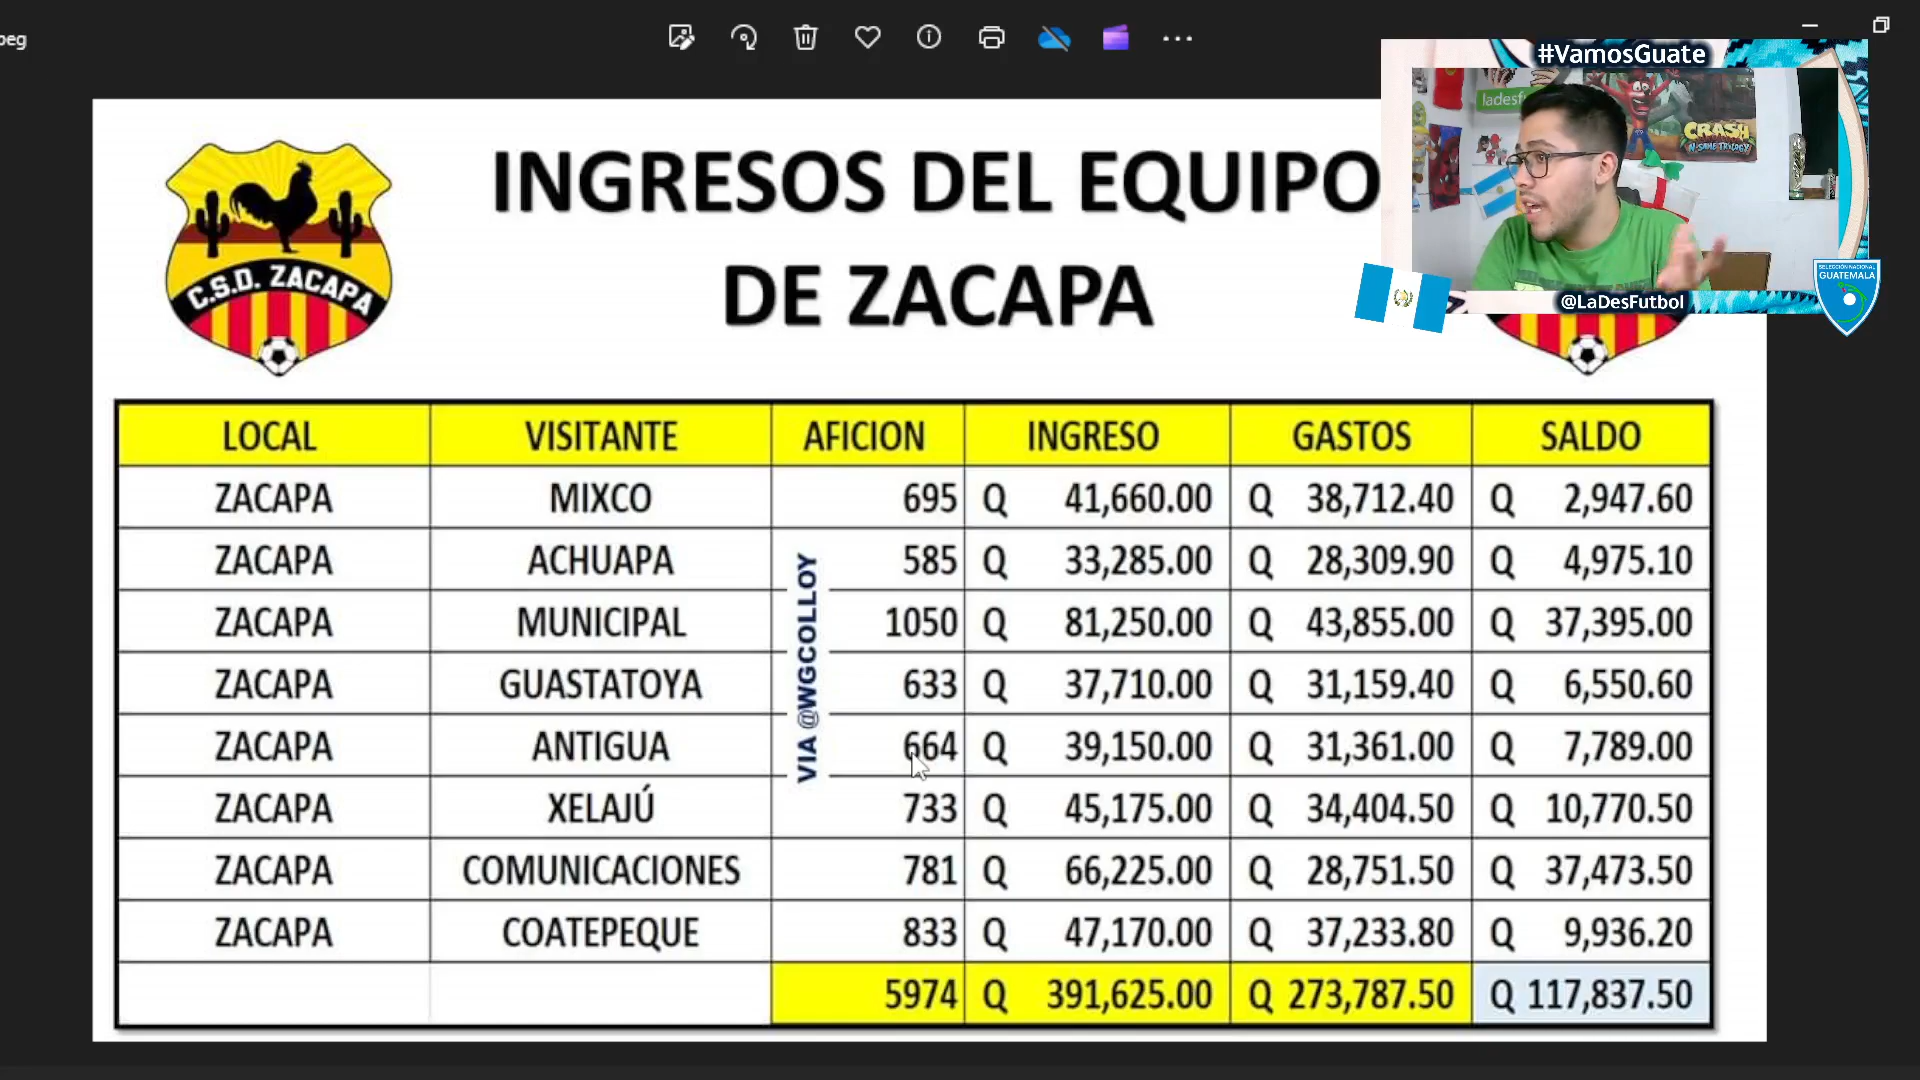 peg
#VamosGuate
CRASH
N-SANE TRILOGY
@LaDesFutbol
SELECCIÓN NACIONAL
GUATEMALA
C.S.D. ZACAPA
INGRESOS DEL EQUIPO
DE ZACAPA
LOCAL VISITANTE AFICION INGRESO GASTOS SALDO
ZACAPA MIXCO 695 Q 41,660.00 Q 38,712.40 Q 2,947.60
ZACAPA ACHUAPA 585 Q 33,285.00 Q 28,309.90 Q 4,975.10
ZACAPA MUNICIPAL 1050 Q 81,250.00 Q 43,855.00 Q 37,395.00
ZACAPA GUASTATOYA 633 Q 37,710.00 Q 31,159.40 Q 6,550.60
ZACAPA ANTIGUA 664 Q 39,150.00 Q 31,361.00 Q 7,789.00
ZACAPA XELAJÚ 733 Q 45,175.00 Q 34,404.50 Q 10,770.50
ZACAPA COMUNICACIONES 781 Q 66,225.00 Q 28,751.50 Q 37,473.50
ZACAPA COATEPEQUE 833 Q 47,170.00 Q 37,233.80 Q 9,936.20
5974 Q 391,625.00 Q 273,787.50 Q 117,837.50
VIA @WGCOLLOY